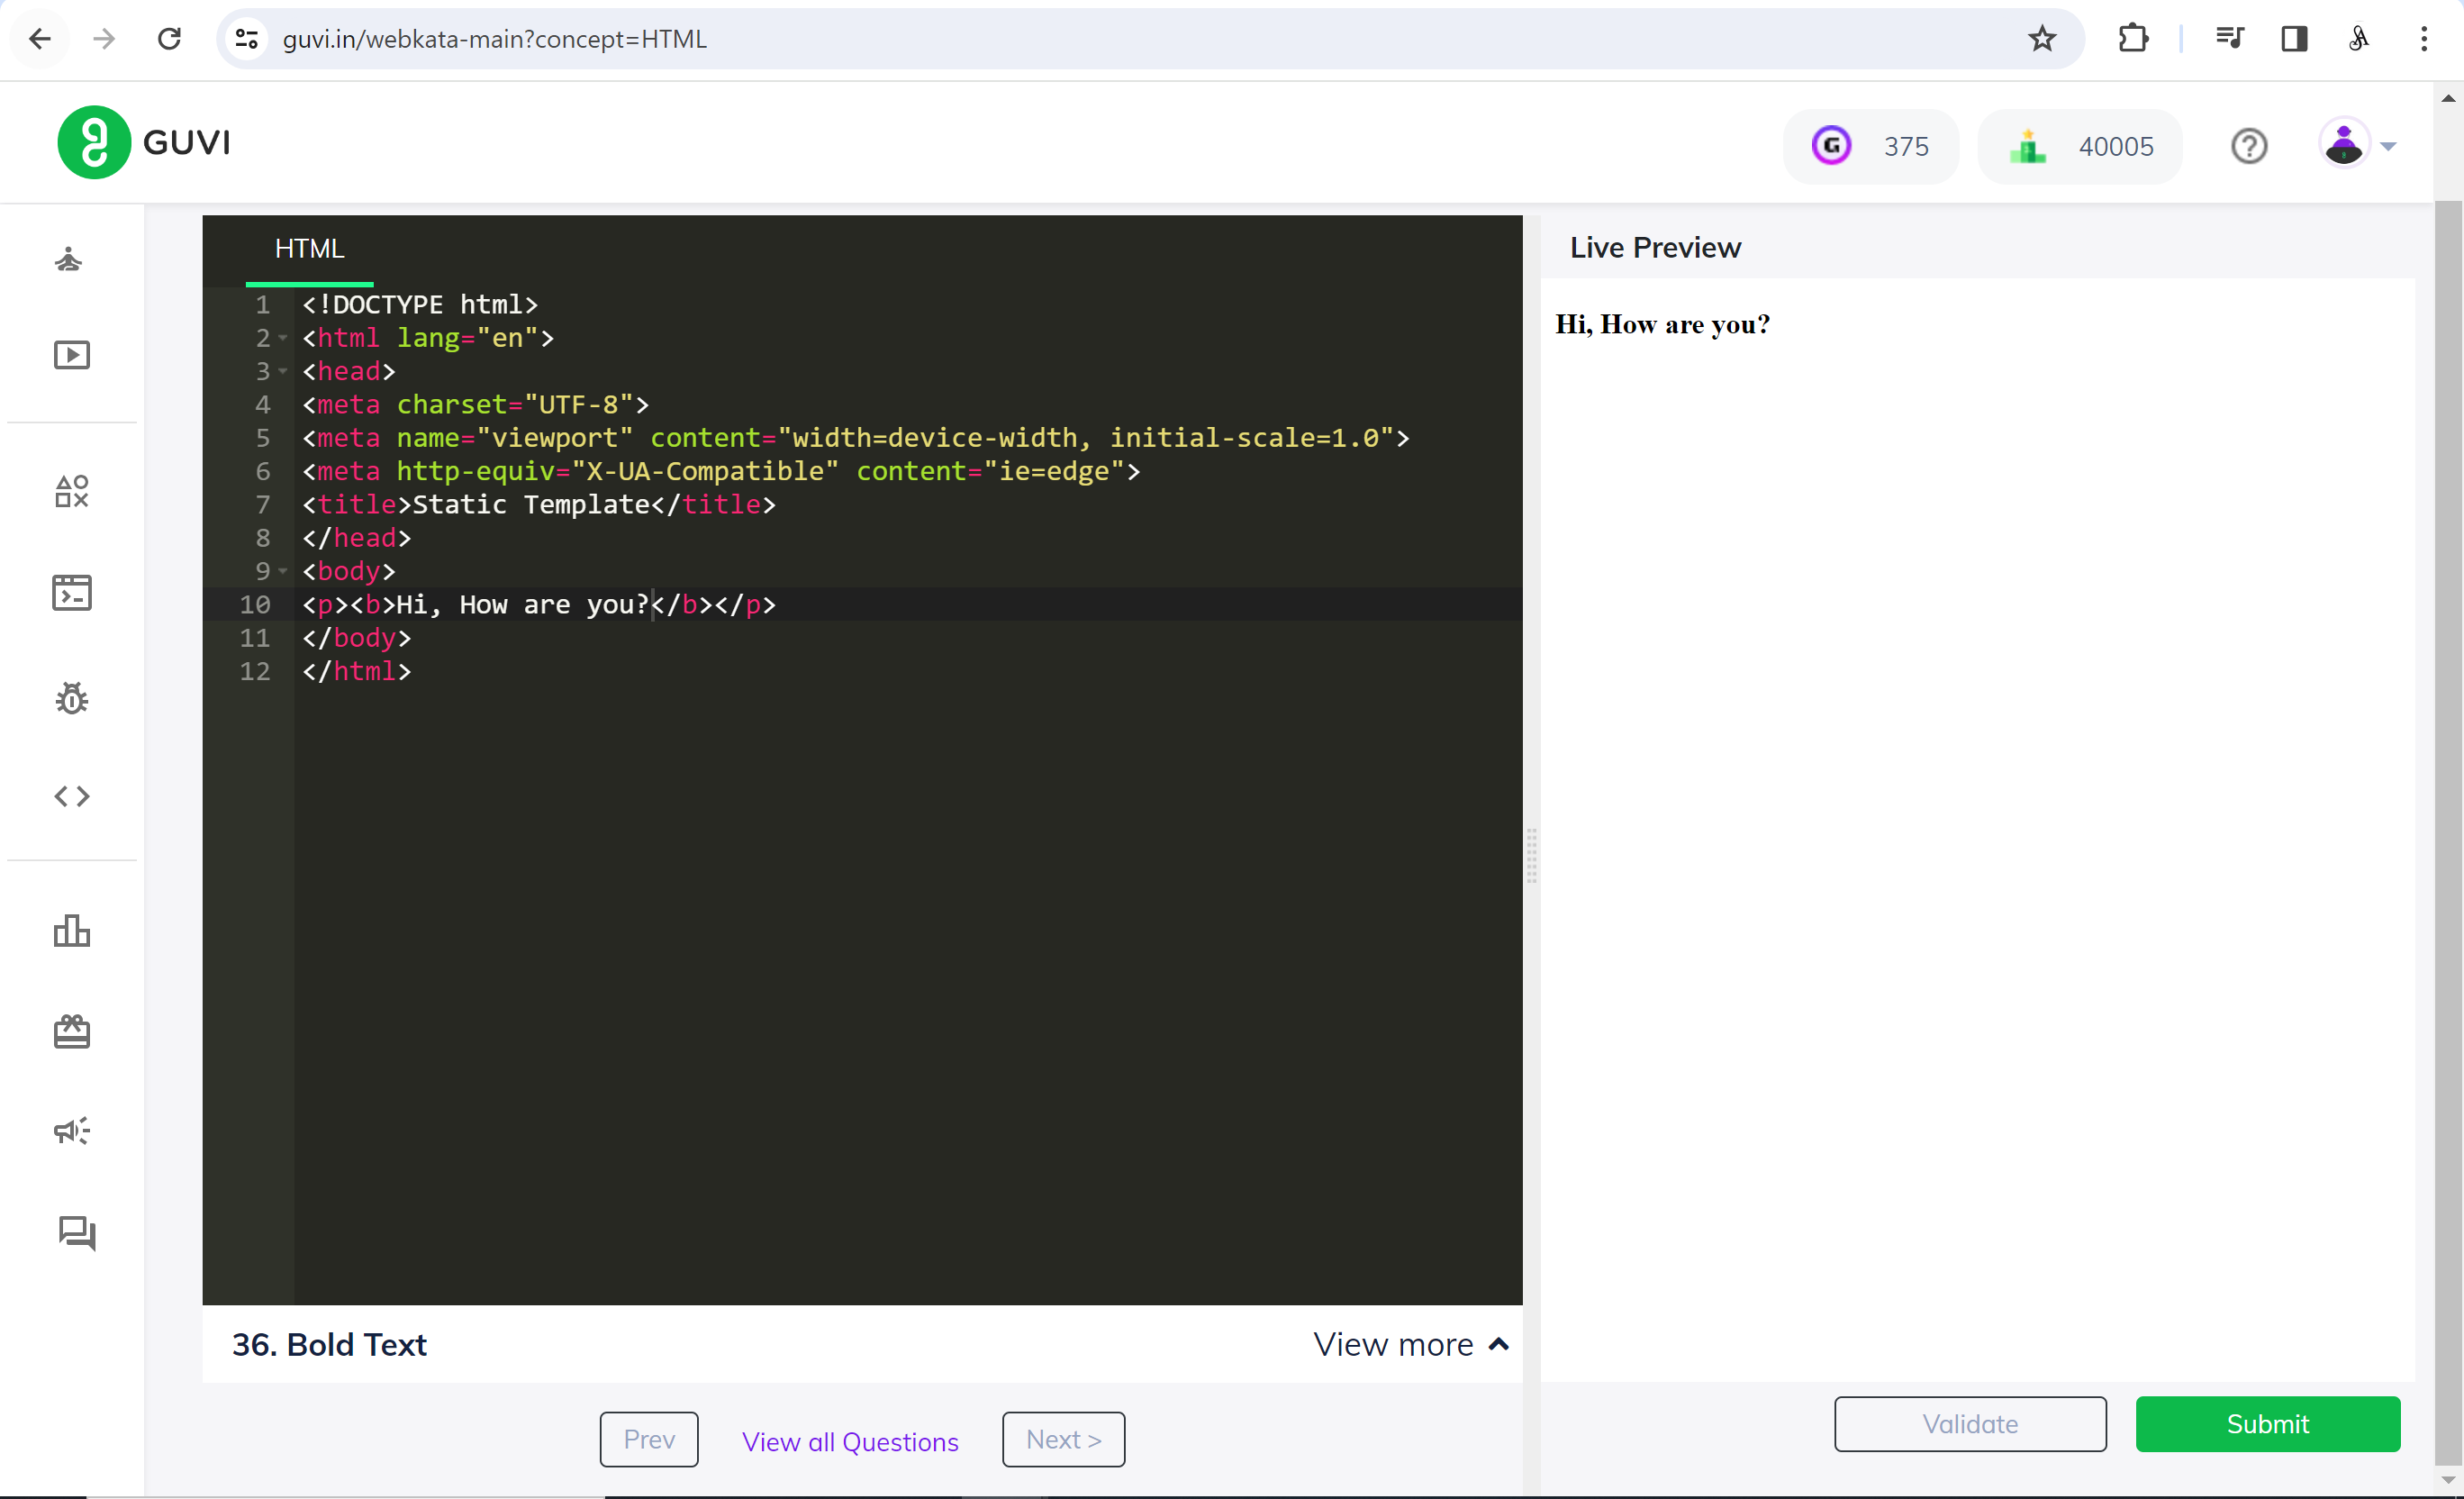 guvi.in/webkata-main?concept=HTML
GUVI
G 375
1 40005
HTML
Live Preview
1 <!DOCTYPE html>
2 <html lang="en">
3 <head>
4 <meta charset="UTF-8">
5 <meta name="viewport" content="width=device-width, initial-scale=1.0">
6 <meta http-equiv="X-UA-Compatible" content="ie=edge">
7 <title>Static Template</title>
8 </head>
9 <body>
10 <p><b>Hi, How are you?</b></p>
11 </body>
12 </html>
Hi, How are you?
36. Bold Text
View more
Prev
View all Questions
Next >
Validate
Submit